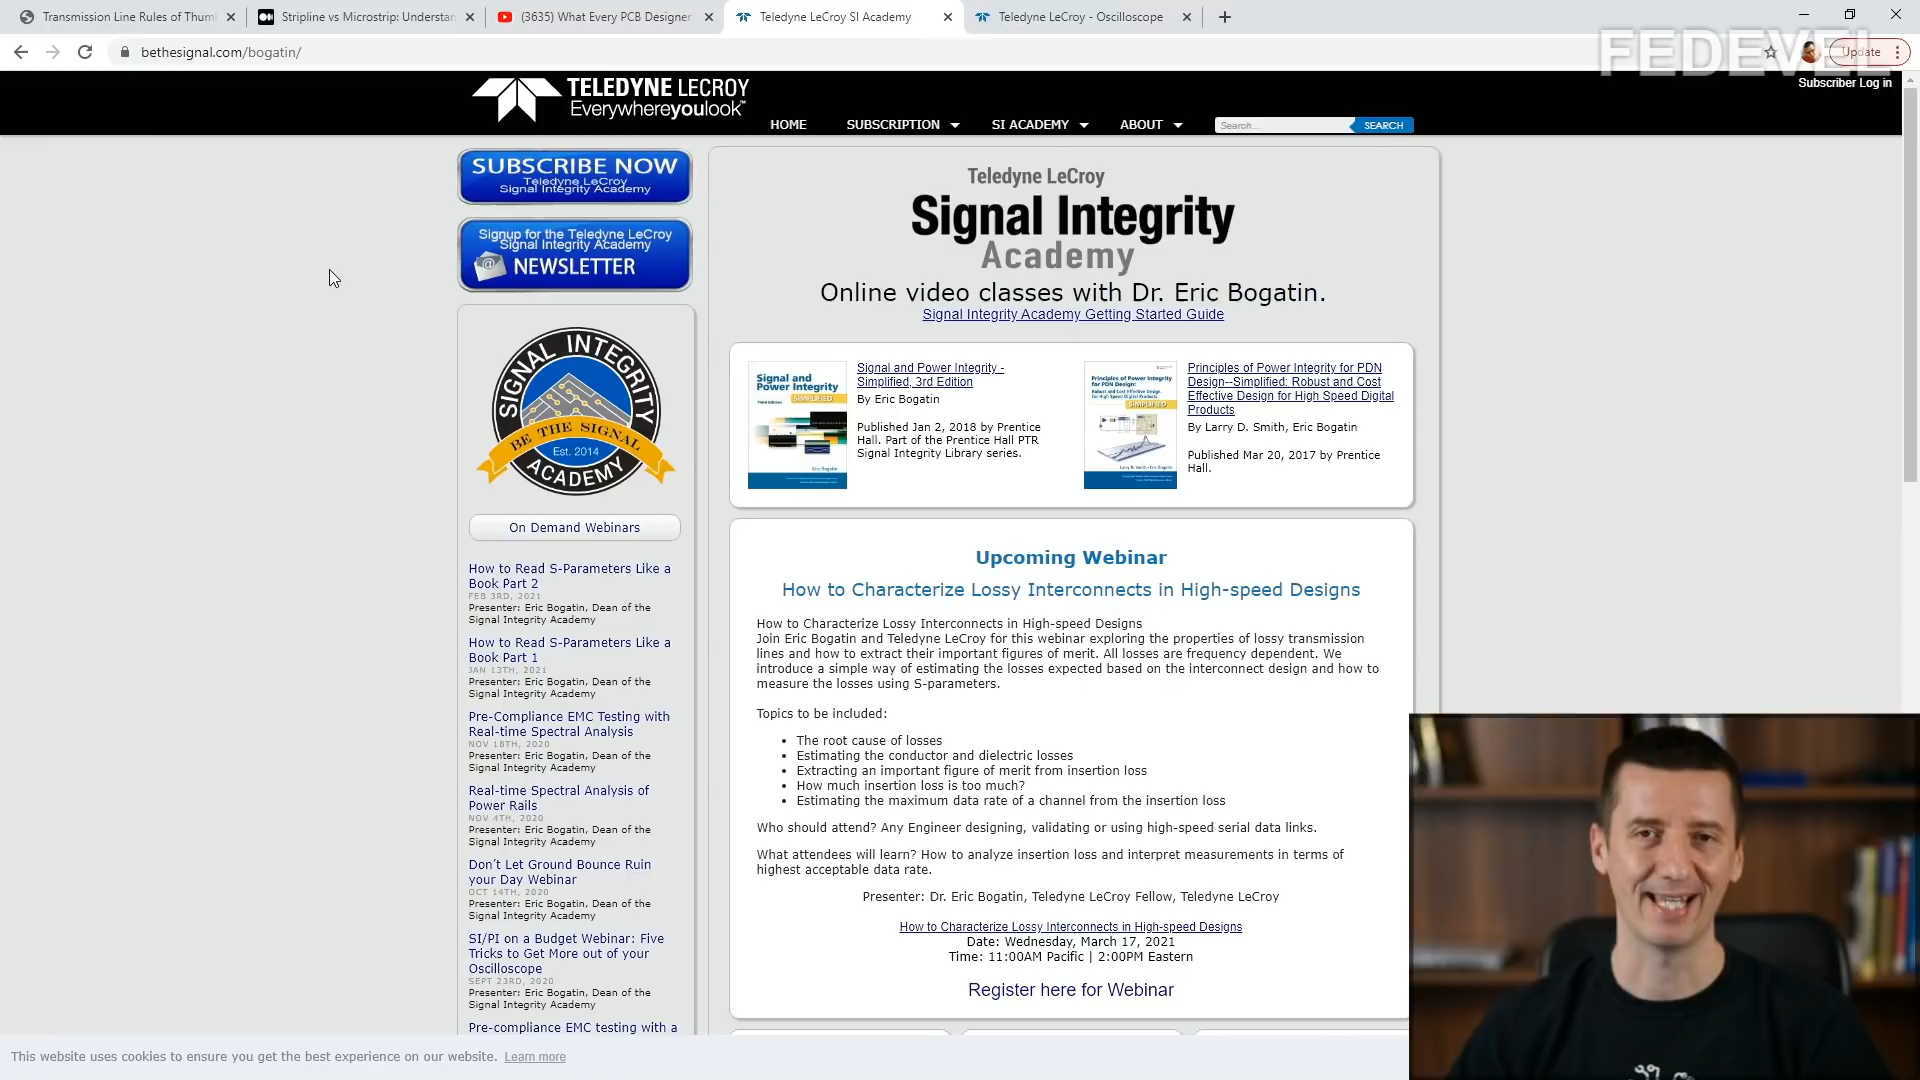 Transmission Line Rules of Thum
Stripline vs Microstrip: Understan
(3635) What Every PCB Designer
Teledyne LeCroy SI Academy
Teledyne LeCroy - Oscilloscope
bethesignal.com/bogatin/
Update
FEDEVEL
Subscriber Log in
TELEDYNE LECROY
Everywhereyoulook™
HOME
SUBSCRIPTION
SI ACADEMY
ABOUT
Search...
SEARCH
SUBSCRIBE NOW
Teledyne LeCroy
Signal Integrity Academy
Signup for the Teledyne LeCroy
Signal Integrity Academy
NEWSLETTER
SIGNAL INTEGRITY
BE THE SIGNAL
Est. 2014
ACADEMY
On Demand Webinars
How to Read S-Parameters Like a
Book Part 2
FEB 3RD, 2021
Presenter: Eric Bogatin, Dean of the
Signal Integrity Academy
How to Read S-Parameters Like a
Book Part 1
JAN 13TH, 2021
Presenter: Eric Bogatin, Dean of the
Signal Integrity Academy
Pre-Compliance EMC Testing with
Real-time Spectral Analysis
NOV 18TH, 2020
Presenter: Eric Bogatin, Dean of the
Signal Integrity Academy
Real-time Spectral Analysis of
Power Rails
NOV 4TH, 2020
Presenter: Eric Bogatin, Dean of the
Signal Integrity Academy
Don't Let Ground Bounce Ruin
your Day Webinar
OCT 14TH, 2020
Presenter: Eric Bogatin, Dean of the
Signal Integrity Academy
SI/PI on a Budget Webinar: Five
Tricks to Get More out of your
Oscilloscope
SEPT 23RD, 2020
Presenter: Eric Bogatin, Dean of the
Signal Integrity Academy
Pre-compliance EMC testing with a
Teledyne LeCroy
Signal Integrity
Academy
Online video classes with Dr. Eric Bogatin.
Signal Integrity Academy Getting Started Guide
Signal and
Power Integrity
SIMPLIFIED
Signal and Power Integrity -
Simplified, 3rd Edition
By Eric Bogatin
Published Jan 2, 2018 by Prentice
Hall. Part of the Prentice Hall PTR
Signal Integrity Library series.
Principles of Power Integrity
for PDN Design:
SIMPLIFIED
Principles of Power Integrity for PDN
Design--Simplified: Robust and Cost
Effective Design for High Speed Digital
Products
By Larry D. Smith, Eric Bogatin
Published Mar 20, 2017 by Prentice
Hall.
Upcoming Webinar
How to Characterize Lossy Interconnects in High-speed Designs
How to Characterize Lossy Interconnects in High-speed Designs
Join Eric Bogatin and Teledyne LeCroy for this webinar exploring the properties of lossy transmission
lines and how to extract their important figures of merit. All losses are frequency dependent. We
introduce a simple way of estimating the losses expected based on the interconnect design and how to
measure the losses using S-parameters.
Topics to be included:
• The root cause of losses
• Estimating the conductor and dielectric losses
• Extracting an important figure of merit from insertion loss
• How much insertion loss is too much?
• Estimating the maximum data rate of a channel from the insertion loss
Who should attend? Any Engineer designing, validating or using high-speed serial data links.
What attendees will learn? How to analyze insertion loss and interpret measurements in terms of
highest acceptable data rate.
Presenter: Dr. Eric Bogatin, Teledyne LeCroy Fellow, Teledyne LeCroy
How to Characterize Lossy Interconnects in High-speed Designs
Date: Wednesday, March 17, 2021
Time: 11:00AM Pacific | 2:00PM Eastern
Register here for Webinar
This website uses cookies to ensure you get the best experience on our website. Learn more